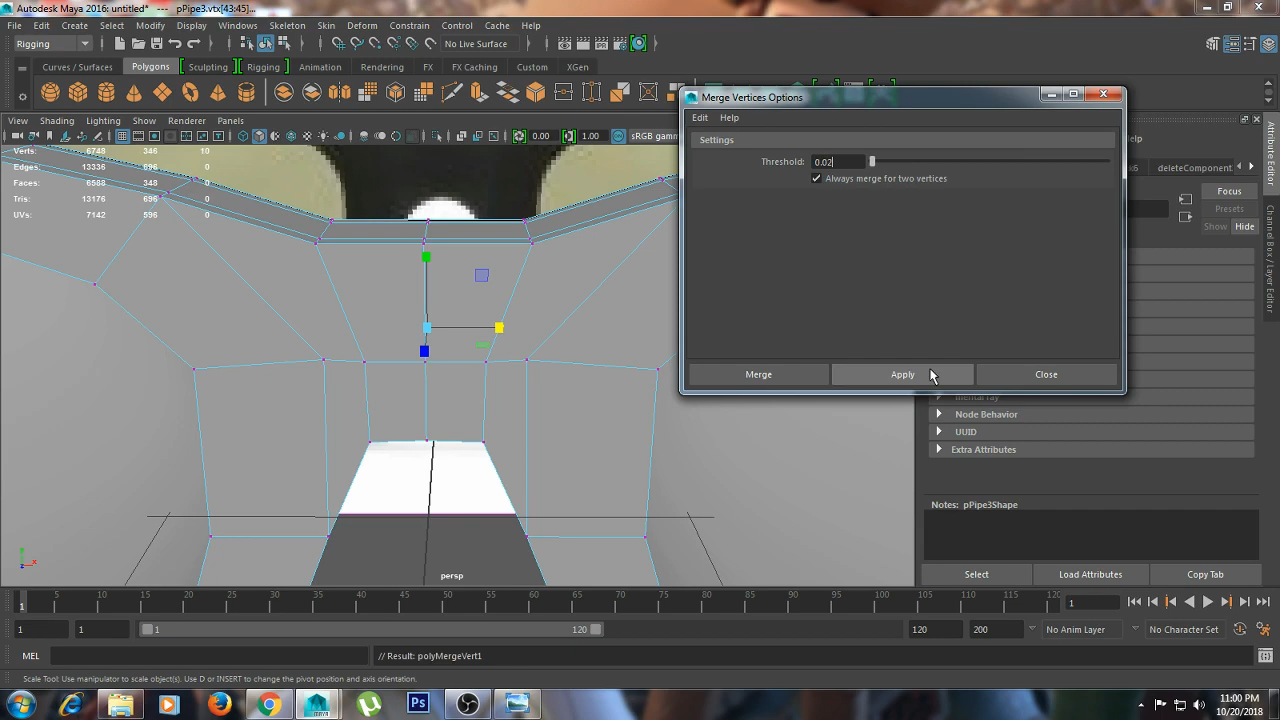 Autodesk Maya 2016: untitled*   ---   pPipe3.vtx[43:45]...
File Edit Create Select Modify Display Windows Skeleton Skin Deform Constrain Control Cache Help
Rigging No Live Surface
Curves / Surfaces Polygons Sculpting Rigging Animation Rendering FX FX Caching Custom XGen
View Shading Lighting Show Renderer Panels
0.00 1.00 sRGB gamm
Verts: 6748 346 10
Edges: 13336 696 0
Faces: 6588 348 0
Tris: 13176 696 0
UVs: 7142 596 0
persp
Merge Vertices Options
Edit Help
Settings
Threshold: 0.02
Always merge for two vertices
Merge Apply Close
Help
k6 deleteComponent
Focus
Presets
Show Hide
mental ray
Node Behavior
UUID
Extra Attributes
Notes: pPipe3Shape
Select Load Attributes Copy Tab
Attribute Editor
Channel Box / Layer Editor
1 5 10 15 20 25 30 35 40 45 50 55 60 65 70 75 80 85 90 95 100 105 110 115 120 1
1 1 1 120 120 200 No Anim Layer No Character Set
MEL // Result: polyMergeVert1
Scale Tool: Use manipulator to scale object(s). Use D or INSERT to change the pivot position and axis orientation.
Ps
11:00 PM
10/20/2018